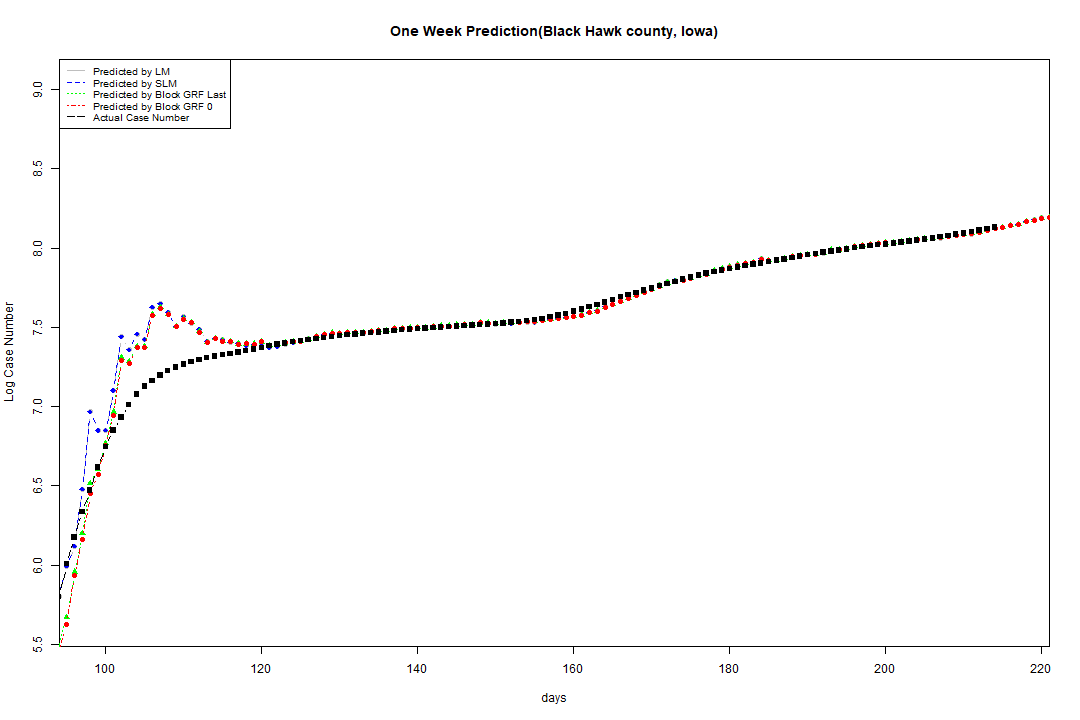 One Week Prediction(Black Hawk county, Iowa)
Predicted by LM
Predicted by SLM
Predicted by Block GRF Last
Predicted by Block GRF 0
Actual Case Number
9.0
8.5
8.0
7.5
7.0
6.5
6.0
5.5
Log Case Number
100 120 140 160 180 200 220
days